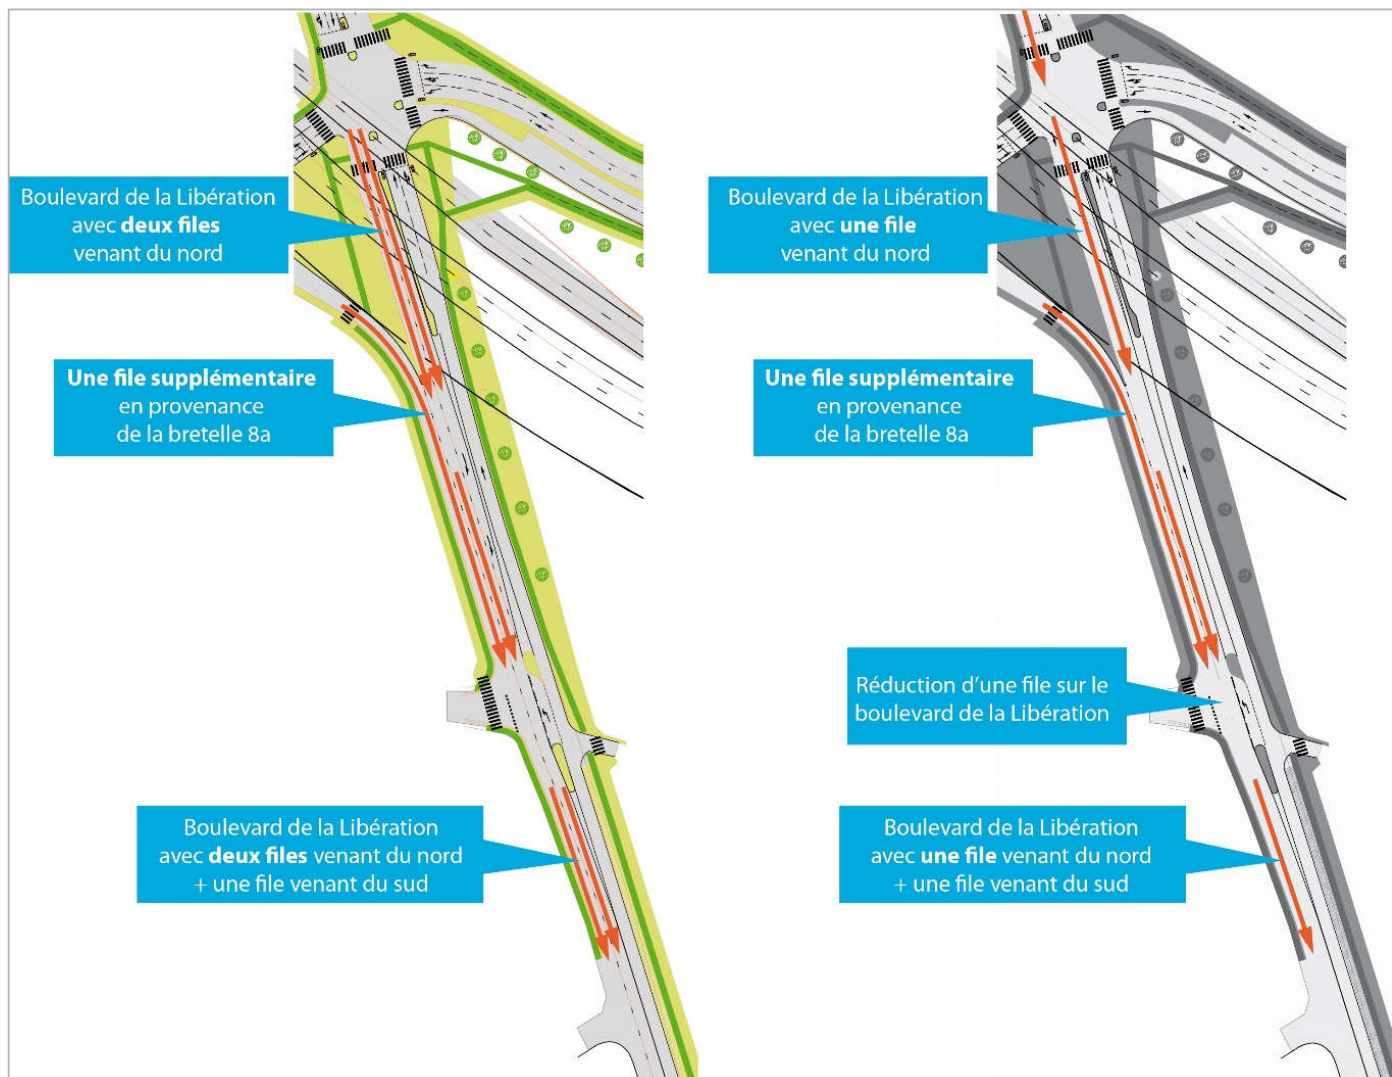 Boulevard de la Libération
avec deux files
venant du nord
Une file supplémentaire
en provenance
de la bretelle 8a
Boulevard de la Libération
avec deux files venant du nord
+ une file venant du sud
Boulevard de la Libération
avec une file
venant du nord
Une file supplémentaire
en provenance
de la bretelle 8a
Réduction d’une file sur le
boulevard de la Libération
Boulevard de la Libération
avec une file venant du nord
+ une file venant du sud